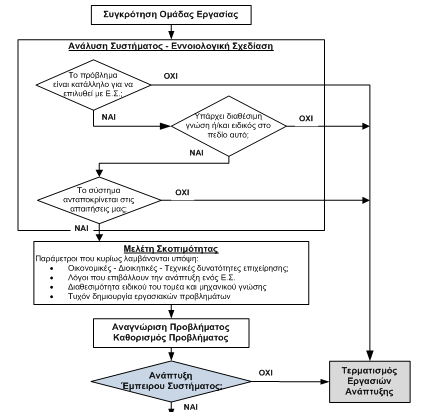 Συγκρότηση Ομάδας Εργασίας
Ανάλυση Συστήματος - Εννοιολογική Σχεδίαση
Το πρόβλημα
είναι κατάλληλο για να
επιλυθεί με Ε.Σ.;
ΟΧΙ
ΝΑΙ
Υπάρχει διαθέσιμη
γνώση ή/και ειδικός στο
πεδίο αυτό;
ΟΧΙ
ΝΑΙ
Το σύστημα
ανταποκρίνεται στις
απαιτήσεις μας;
ΟΧΙ
ΝΑΙ
Μελέτη Σκοπιμότητας
Παράμετροι που κυρίως λαμβάνονται υπόψη:
• Οικονομικές - Διοικητικές - Τεχνικές δυνατότητες επιχείρησης;
• Λόγοι που επιβάλλουν την ανάπτυξη ενός Ε.Σ.
• Διαθεσιμότητα ειδικού του τομέα και μηχανικού γνώσης
• Τυχόν δημιουργία εργασιακών προβλημάτων
Αναγνώριση Προβλήματος
Καθορισμός Προβλήματος
Ανάπτυξη
Έμπειρου Συστήματος;
ΟΧΙ
ΝΑΙ
Τερματισμός
Εργασιών
Ανάπτυξης